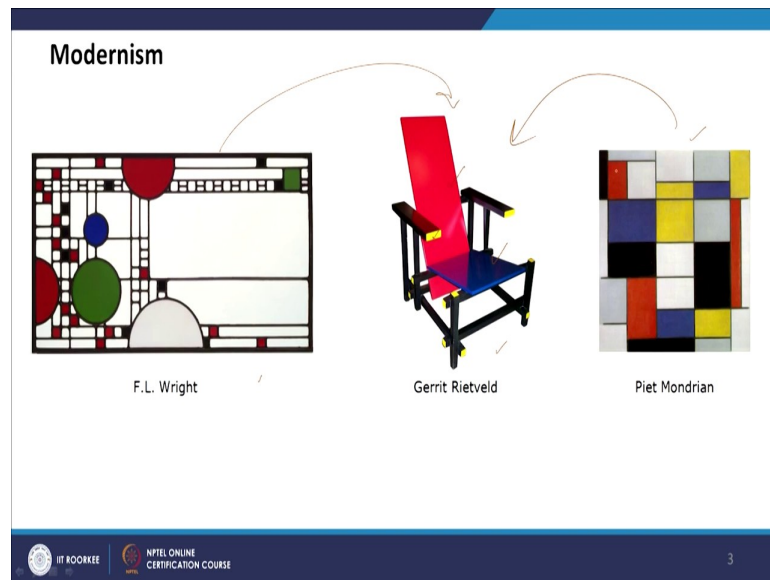 Modernism
F.L. Wright
Gerrit Rietveld
Piet Mondrian
IIT ROORKEE
NPTEL ONLINE
CERTIFICATION COURSE
3